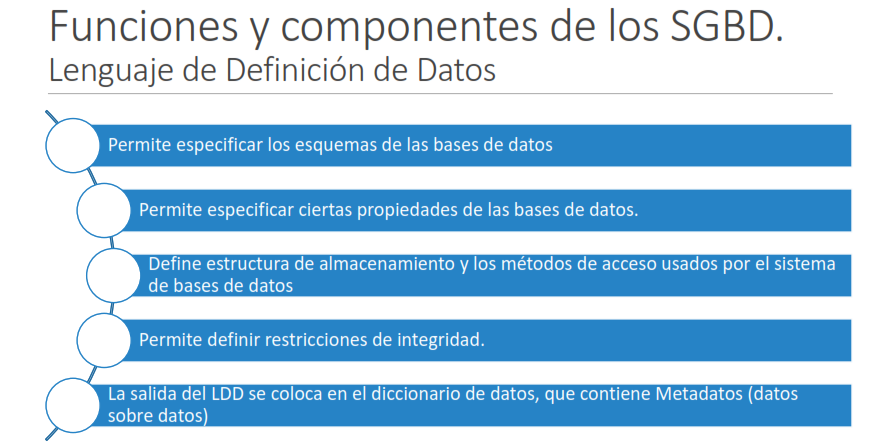 Funciones y componentes de los SGBD.
Lenguaje de Definición de Datos
Permite especificar los esquemas de las bases de datos
Permite especificar ciertas propiedades de las bases de datos.
Define estructura de almacenamiento y los métodos de acceso usados por el sistema
de bases de datos
Permite definir restricciones de integridad.
La salida del LDD se coloca en el diccionario de datos, que contiene Metadatos (datos
sobre datos)